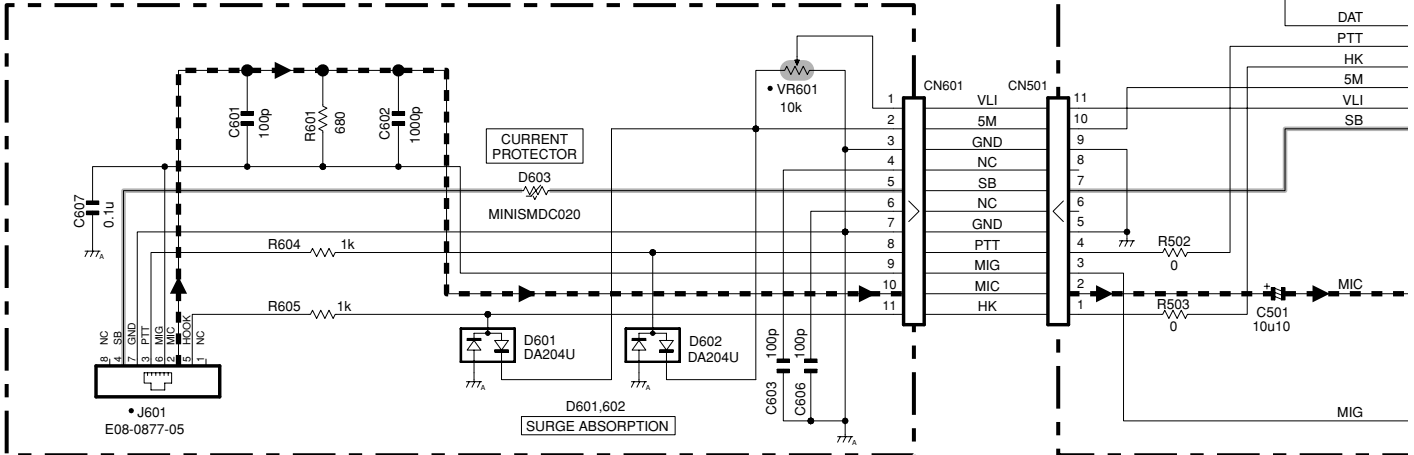 DAT
PTT
HK
5M
VLI
SB
MIC
MIG
CN601
CN501
1 VLI 11
2 5M 10
3 GND 9
4 NC 8
5 SB 7
6 NC 6
7 GND 5
8 PTT 4
9 MIG 3
10 MIC 2
11 HK 1
VR601
10k
C601
100p
R601
680
C602
1000p
CURRENT
PROTECTOR
D603
MINISMDC020
C607
0.1u
A
R604 1k
R605 1k
R502
0
R503
0
+
C501
10u10
NC
SB
GND
PTT
MIG
MIC
HOOK
NC
8
4
7
3
6
2
5
1
J601
E08-0877-05
D601
DA204U
A
D602
DA204U
A
D601,602
SURGE ABSORPTION
C603
100p
C606
100p
A